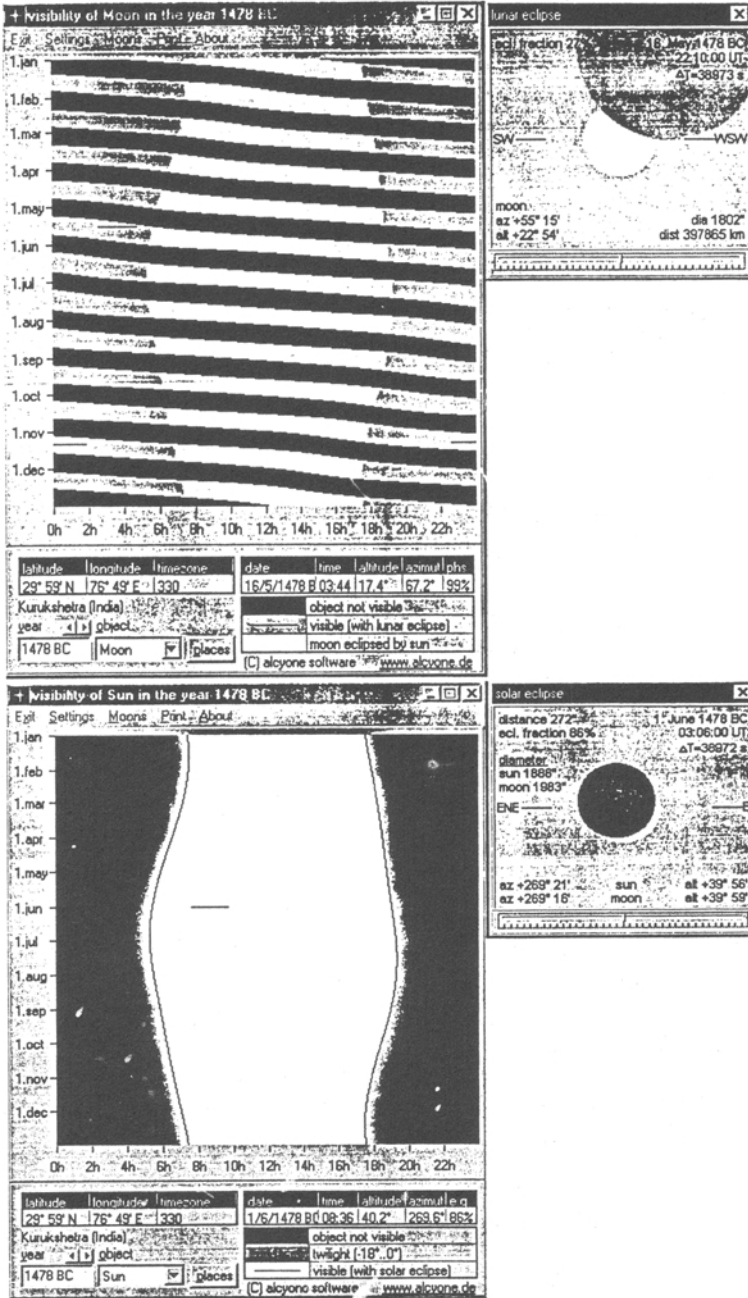 visibility of Moon in the year 1478 BC
Exit Settings Moons Print About
1.jan
1.feb
1.mar
1.apr
1.may
1.jun
1.jul
1.aug
1.sep
1.oct
1.nov
1.dec
0h 2h 4h 6h 8h 10h 12h 14h 16h 18h 20h 22h
latitude longitude timezone
29° 59' N 76° 49' E 330
Kurukshetra (India)
year object
1478 BC Moon places
date time altitude azimut phs
16/5/1478 B 03:44 17.4° 67.2° 99%
object not visible
visible (with lunar eclipse)
moon eclipsed by sun
(C) alcyone software www.alcyone.de
lunar eclipse
ecl. fraction May 1478 BC
22:10:00 UT
ΔT=38973 s
SW WSW
moon
az +55° 15' dia 1802"
alt +22° 54' dist 397865 km
visibility of Sun in the year 1478 BC
Exit Settings Moons Print About
1.jan
1.feb
1.mar
1.apr
1.may
1.jun
1.jul
1.aug
1.sep
1.oct
1.nov
1.dec
0h 2h 4h 6h 8h 10h 12h 14h 16h 18h 20h 22h
latitude longitude timezone
29° 59' N 76° 49' E 330
Kurukshetra (India)
year object
1478 BC Sun places
date time altitude azimut e.g.
1/6/1478 BC 08:36 40.2° 269.6° 86%
object not visible
twilight (-18°..0°)
visible (with solar eclipse)
(C) alcyone software www.alcyone.de
solar eclipse
distance 272" 1. June 1478 BC
ecl. fraction 86% 03:06:00 UT
ΔT=38972 s
diameter
sun 1888"
moon 1983"
ENE E
az +269° 21' sun alt +39° 56'
az +269° 16' moon alt +39° 59'